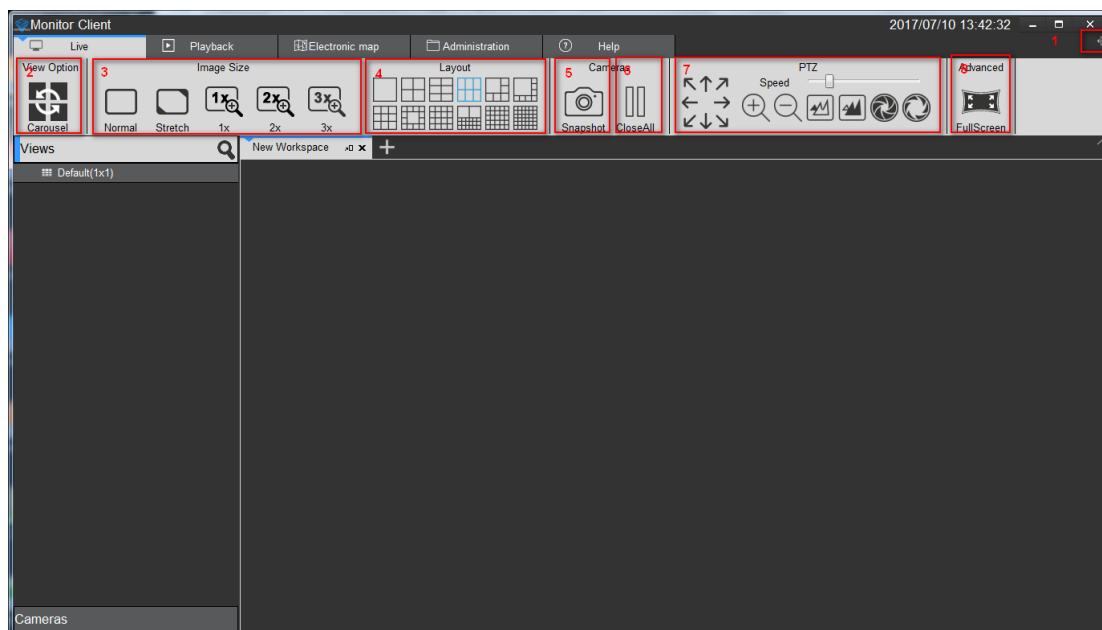 Monitor Client 2017/07/10 13:42:32
Live Playback Electronic map Administration Help 1
View Option Image Size Layout Cameras PTZ Advanced
2 3 4 5 6 7 8
Speed
1x 2x 3x
Carousel Normal Stretch 1x 2x 3x Snapshot CloseAll FullScreen
Views New Workspace
Default(1x1)
Cameras